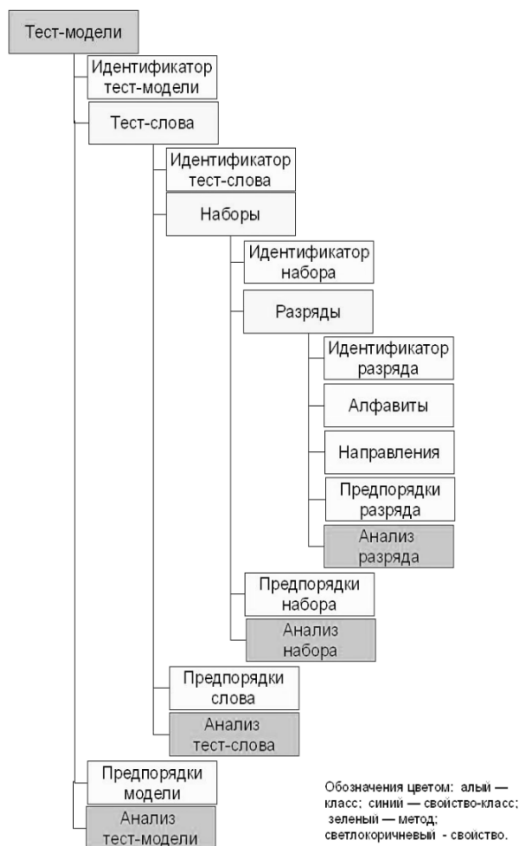 Тест-модели
Идентификатор
тест-модели
Тест-слова
Идентификатор
тест-слова
Наборы
Идентификатор
набора
Разряды
Идентификатор
разряда
Алфавиты
Направления
Предпорядки
разряда
Анализ
разряда
Предпорядки
набора
Анализ
набора
Предпорядки
слова
Анализ
тест-слова
Предпорядки
модели
Анализ
тест-модели
Обозначения цветом: алый —
класс; синий — свойство-класс;
зеленый — метод;
светлокоричневый - свойство.